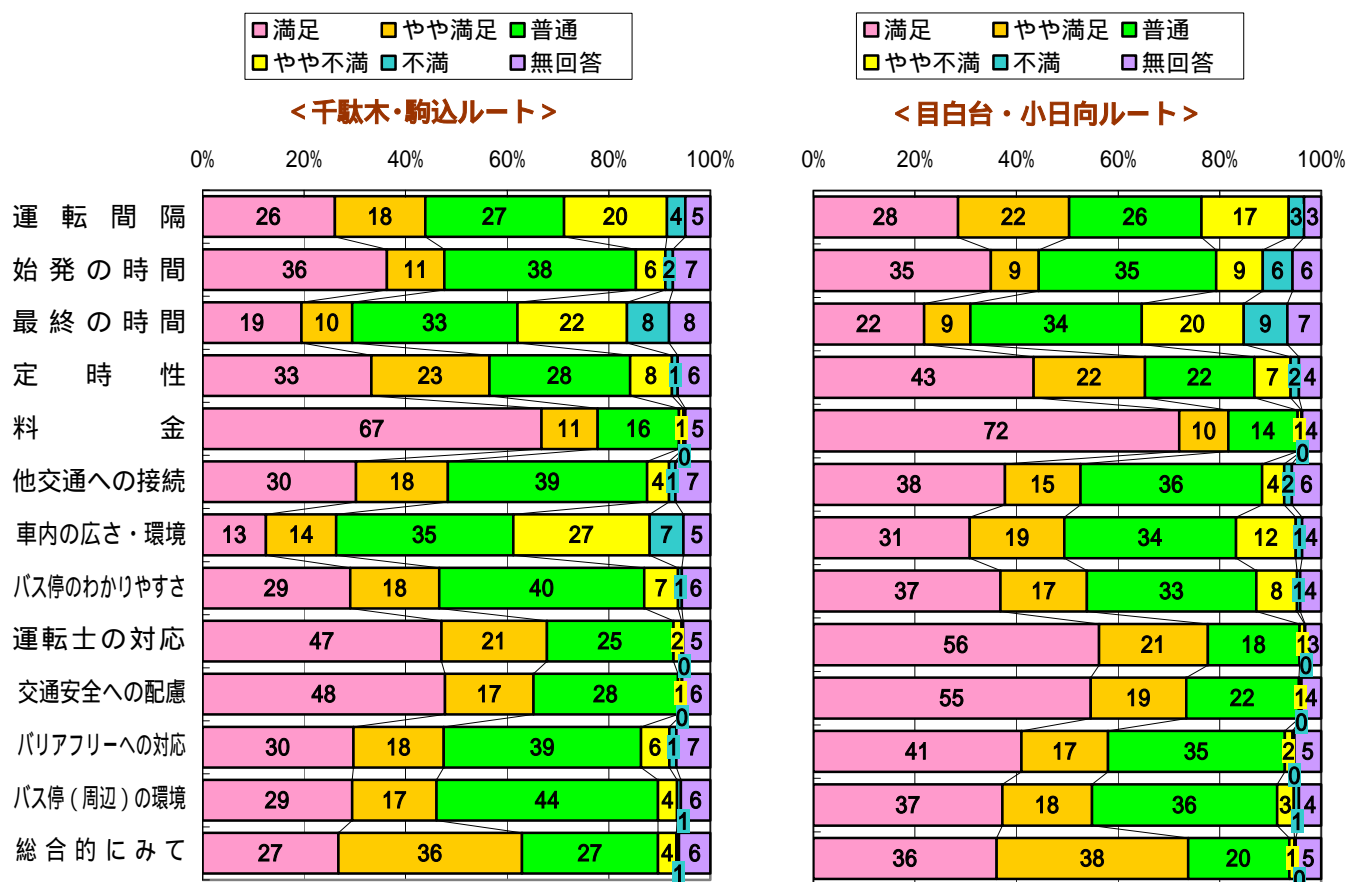 満足 やや満足 普通
やや不満 不満 無回答
満足 やや満足 普通
やや不満 不満 無回答
<千駄木・駒込ルート>
<目白台・小日向ルート>
0% 20% 40% 60% 80% 100%
0% 20% 40% 60% 80% 100%
運転間隔 26 18 27 20 4 5 28 22 26 17 3 3
始発の時間 36 11 38 6 2 7 35 9 35 9 6 6
最終の時間 19 10 33 22 8 8 22 9 34 20 9 7
定時性 33 23 28 8 1 6 43 22 22 7 2 4
料金 67 11 16 1 0 5 72 10 14 1 0 4
他交通への接続 30 18 39 4 1 7 38 15 36 4 2 6
車内の広さ・環境 13 14 35 27 7 5 31 19 34 12 1 4
バス停のわかりやすさ 29 18 40 7 1 6 37 17 33 8 1 4
運転士の対応 47 21 25 2 0 5 56 21 18 1 0 3
交通安全への配慮 48 17 28 1 0 6 55 19 22 1 0 4
バリアフリーへの対応 30 18 39 6 1 7 41 17 35 2 0 5
バス停(周辺)の環境 29 17 44 4 1 6 37 18 36 3 1 4
総合的にみて 27 36 27 4 1 6 36 38 20 1 0 5